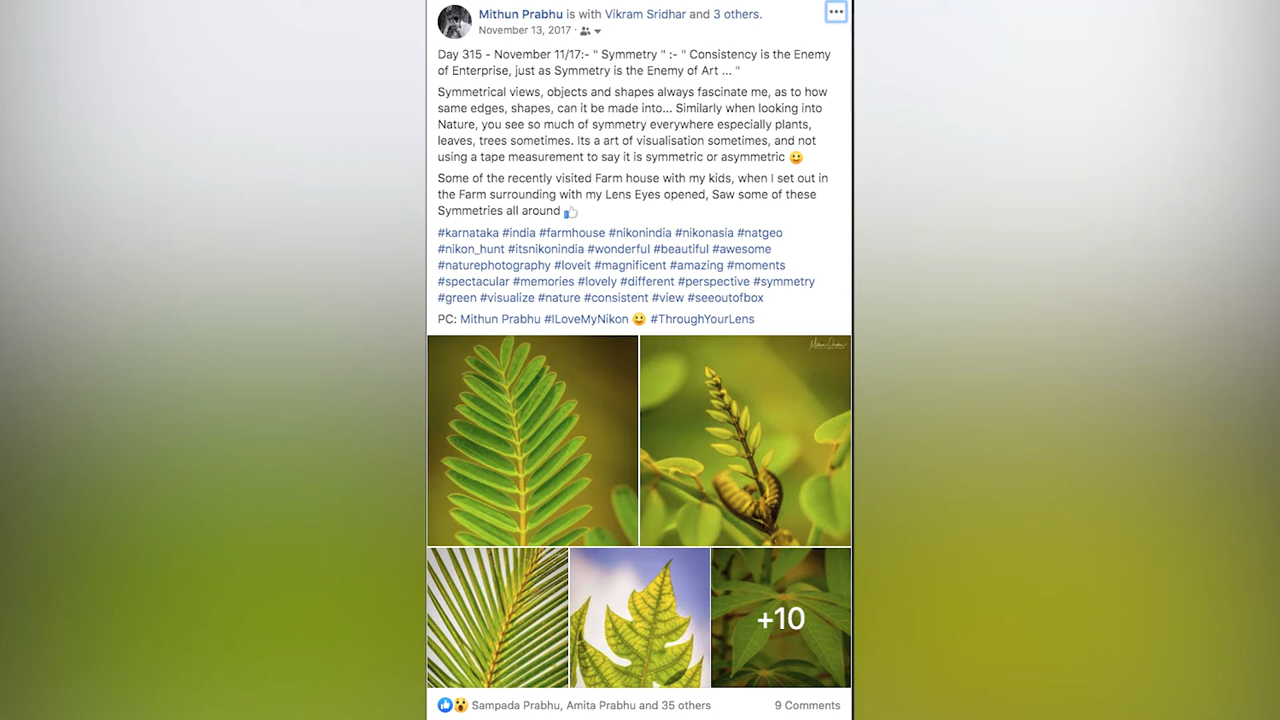 Mithun Prabhu is with Vikram Sridhar and 3 others.
November 13, 2017 ·
Day 315 - November 11/17:- " Symmetry " :- " Consistency is the Enemy
of Enterprise, just as Symmetry is the Enemy of Art ... "
Symmetrical views, objects and shapes always fascinate me, as to how
same edges, shapes, can it be made into... Similarly when looking into
Nature, you see so much of symmetry everywhere especially plants,
leaves, trees sometimes. Its a art of visualisation sometimes, and not
using a tape measurement to say it is symmetric or asymmetric
Some of the recently visited Farm house with my kids, when I set out in
the Farm surrounding with my Lens Eyes opened, Saw some of these
Symmetries all around
#karnataka #india #farmhouse #nikonindia #nikonasia #natgeo
#nikon_hunt #itsnikonindia #wonderful #beautiful #awesome
#naturephotography #loveit #magnificent #amazing #moments
#spectacular #memories #lovely #different #perspective #symmetry
#green #visualize #nature #consistent #view #seeoutofbox
PC: Mithun Prabhu #ILoveMyNikon #ThroughYourLens
+10
Sampada Prabhu, Amita Prabhu and 35 others
9 Comments